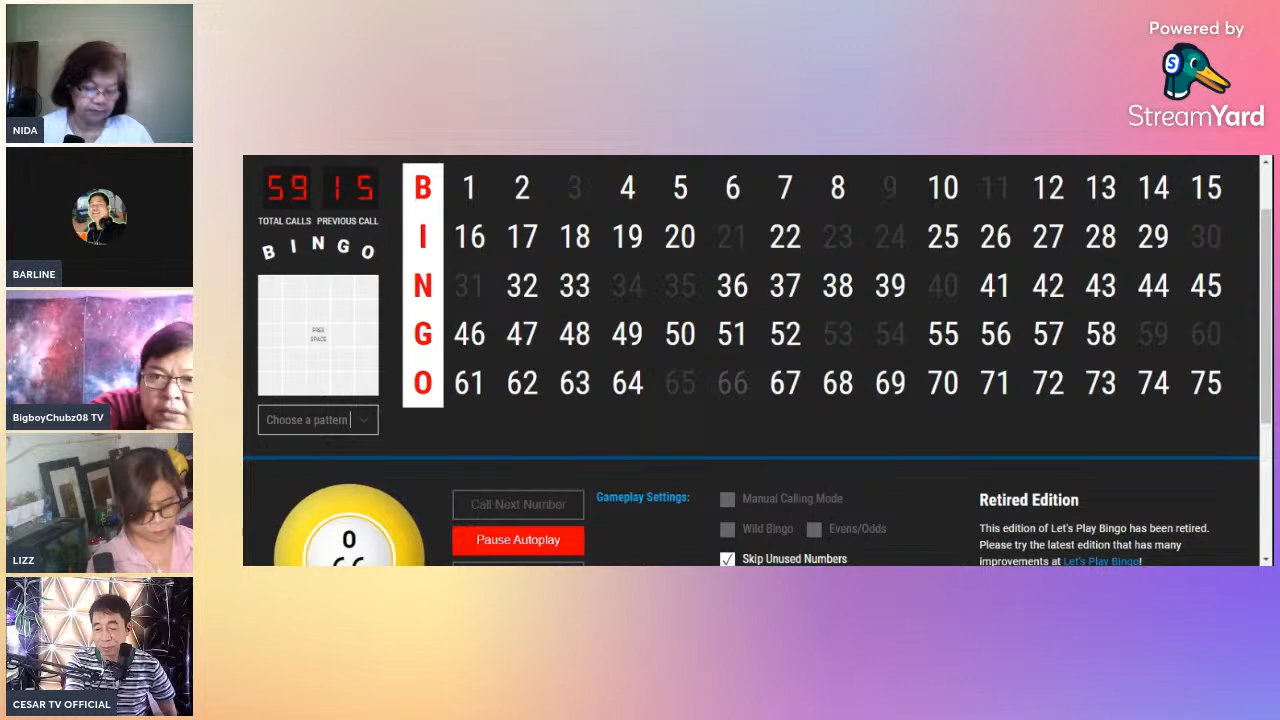 NIDA
BARLINE
BigboyChubz08 TV
LIZZ
CESAR TV OFFICIAL
Powered by
S
StreamYard
59 15
TOTAL CALLS PREVIOUS CALL
BINGO
FREE
SPACE
Choose a pattern
B 1 2 3 4 5 6 7 8 9 10 11 12 13 14 15
I 16 17 18 19 20 21 22 23 24 25 26 27 28 29 30
N 31 32 33 34 35 36 37 38 39 40 41 42 43 44 45
G 46 47 48 49 50 51 52 53 54 55 56 57 58 59 60
O 61 62 63 64 65 66 67 68 69 70 71 72 73 74 75
O
66
Call Next Number
Pause Autoplay
Gameplay Settings:
Manual Calling Mode
Wild Bingo Evens/Odds
Skip Unused Numbers
Retired Edition
This edition of Let's Play Bingo has been retired.
Please try the latest edition that has many
improvements at Let's Play Bingo!